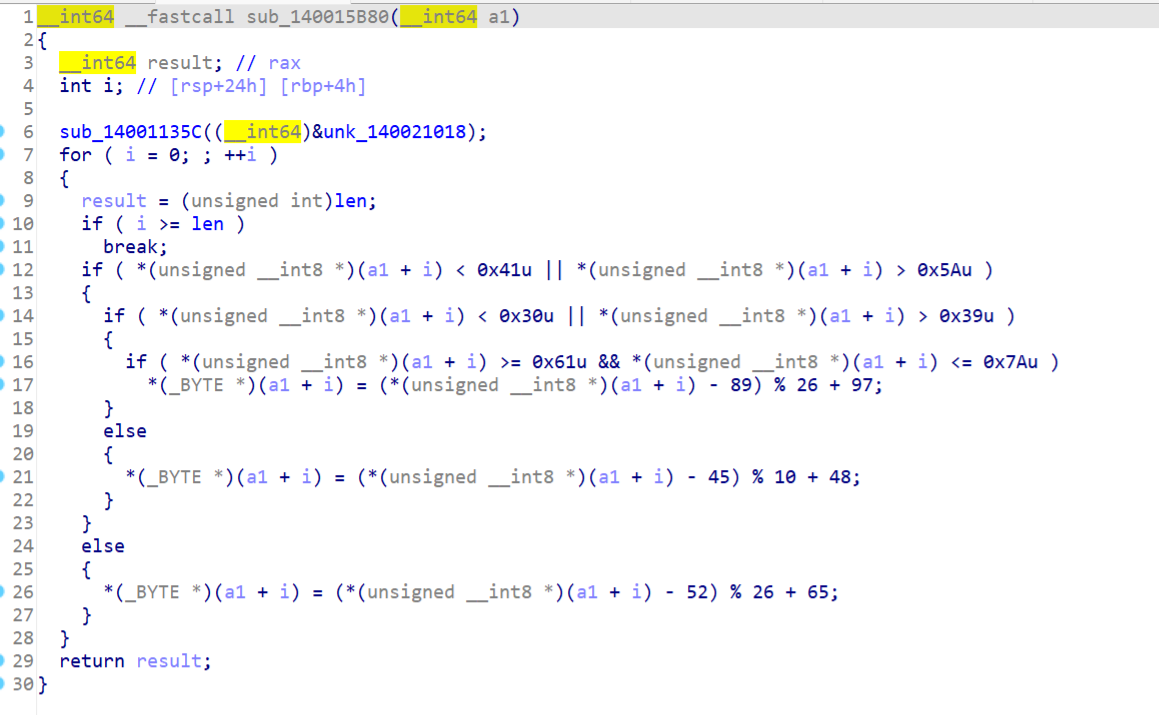 1 __int64 __fastcall sub_140015B80(__int64 a1)
2 {
3   __int64 result; // rax
4   int i; // [rsp+24h] [rbp+4h]
5
6   sub_14001135C((__int64)&unk_140021018);
7   for ( i = 0; ; ++i )
8   {
9     result = (unsigned int)len;
10     if ( i >= len )
11       break;
12     if ( *(unsigned __int8 *)(a1 + i) < 0x41u || *(unsigned __int8 *)(a1 + i) > 0x5Au )
13     {
14       if ( *(unsigned __int8 *)(a1 + i) < 0x30u || *(unsigned __int8 *)(a1 + i) > 0x39u )
15       {
16         if ( *(unsigned __int8 *)(a1 + i) >= 0x61u && *(unsigned __int8 *)(a1 + i) <= 0x7Au )
17           *(_BYTE *)(a1 + i) = (*(unsigned __int8 *)(a1 + i) - 89) % 26 + 97;
18       }
19       else
20       {
21         *(_BYTE *)(a1 + i) = (*(unsigned __int8 *)(a1 + i) - 45) % 10 + 48;
22       }
23     }
24     else
25     {
26       *(_BYTE *)(a1 + i) = (*(unsigned __int8 *)(a1 + i) - 52) % 26 + 65;
27     }
28   }
29   return result;
30 }